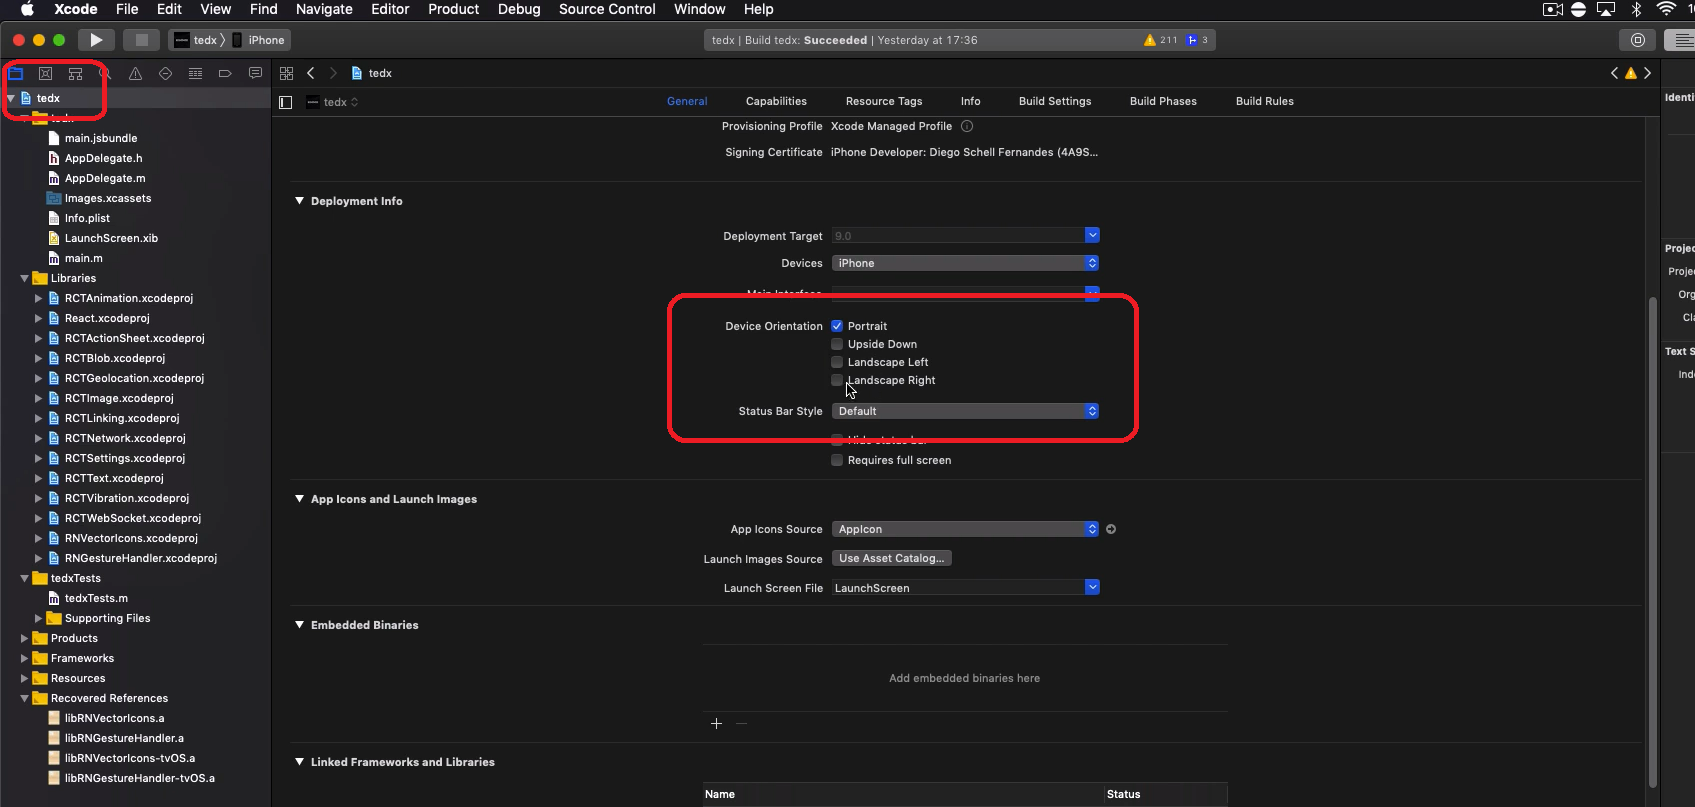 Xcode File Edit View Find Navigate Editor Product Debug Source Control Window Help
tedx iPhone
tedx | Build tedx: Succeeded | Yesterday at 17:36
211 3
tedx
tedx
General Capabilities Resource Tags Info Build Settings Build Phases Build Rules
tedx
tedx
main.jsbundle
AppDelegate.h
AppDelegate.m
Images.xcassets
Info.plist
LaunchScreen.xib
main.m
Libraries
RCTAnimation.xcodeproj
React.xcodeproj
RCTActionSheet.xcodeproj
RCTBlob.xcodeproj
RCTGeolocation.xcodeproj
RCTImage.xcodeproj
RCTLinking.xcodeproj
RCTNetwork.xcodeproj
RCTSettings.xcodeproj
RCTText.xcodeproj
RCTVibration.xcodeproj
RCTWebSocket.xcodeproj
RNVectorIcons.xcodeproj
RNGestureHandler.xcodeproj
tedxTests
tedxTests.m
Supporting Files
Products
Frameworks
Resources
Recovered References
libRNVectorIcons.a
libRNGestureHandler.a
libRNVectorIcons-tvOS.a
libRNGestureHandler-tvOS.a
Provisioning Profile Xcode Managed Profile
Signing Certificate iPhone Developer: Diego Schell Fernandes (4A9S...
Deployment Info
Deployment Target 9.0
Devices iPhone
Main Interface
Device Orientation Portrait
Upside Down
Landscape Left
Landscape Right
Status Bar Style Default
Hide status bar
Requires full screen
App Icons and Launch Images
App Icons Source AppIcon
Launch Images Source Use Asset Catalog...
Launch Screen File LaunchScreen
Embedded Binaries
Add embedded binaries here
Linked Frameworks and Libraries
Name Status
Identi
Projec
Projec
Org
Cla
Text S
Inde